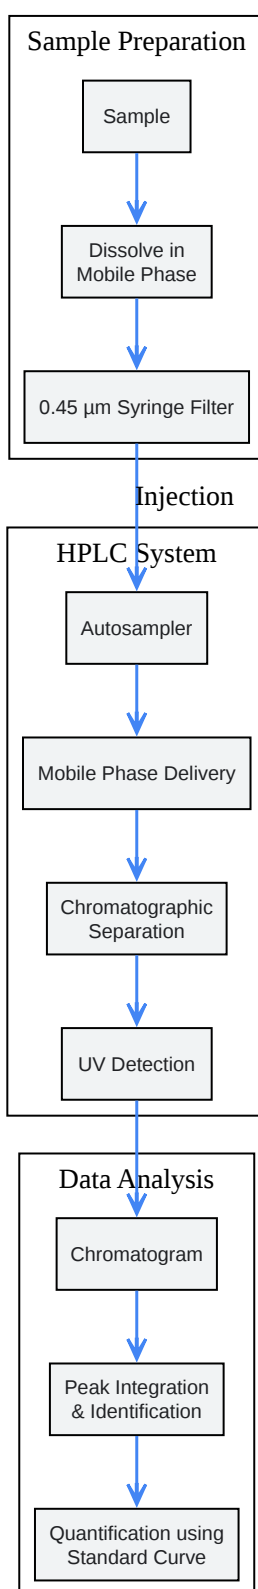 Sample Preparation
Sample
Dissolve in
Mobile Phase
0.45 µm Syringe Filter
Injection
HPLC System
Autosampler
Mobile Phase Delivery
Chromatographic
Separation
UV Detection
Data Analysis
Chromatogram
Peak Integration
& Identification
Quantification using
Standard Curve